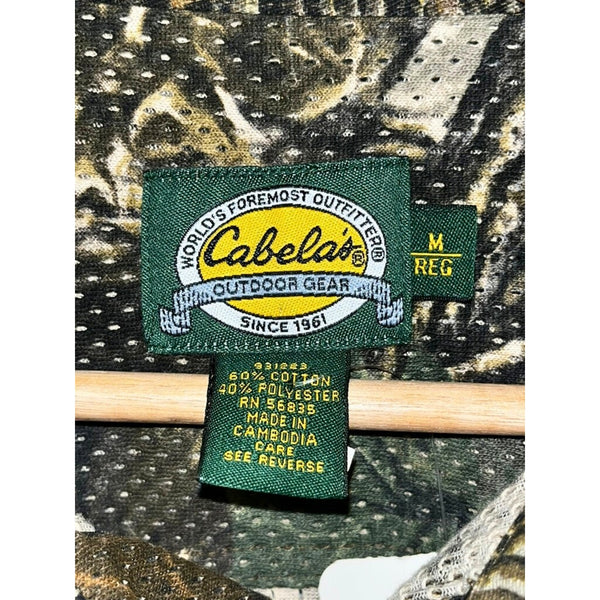 WORLD'S FOREMOST OUTFITTER®
Cabela's®
OUTDOOR GEAR
SINCE 1961
M
REG
60% COTTON
40% POLYESTER
RN 56835
MADE IN
CAMBODIA
CARE
SEE REVERSE